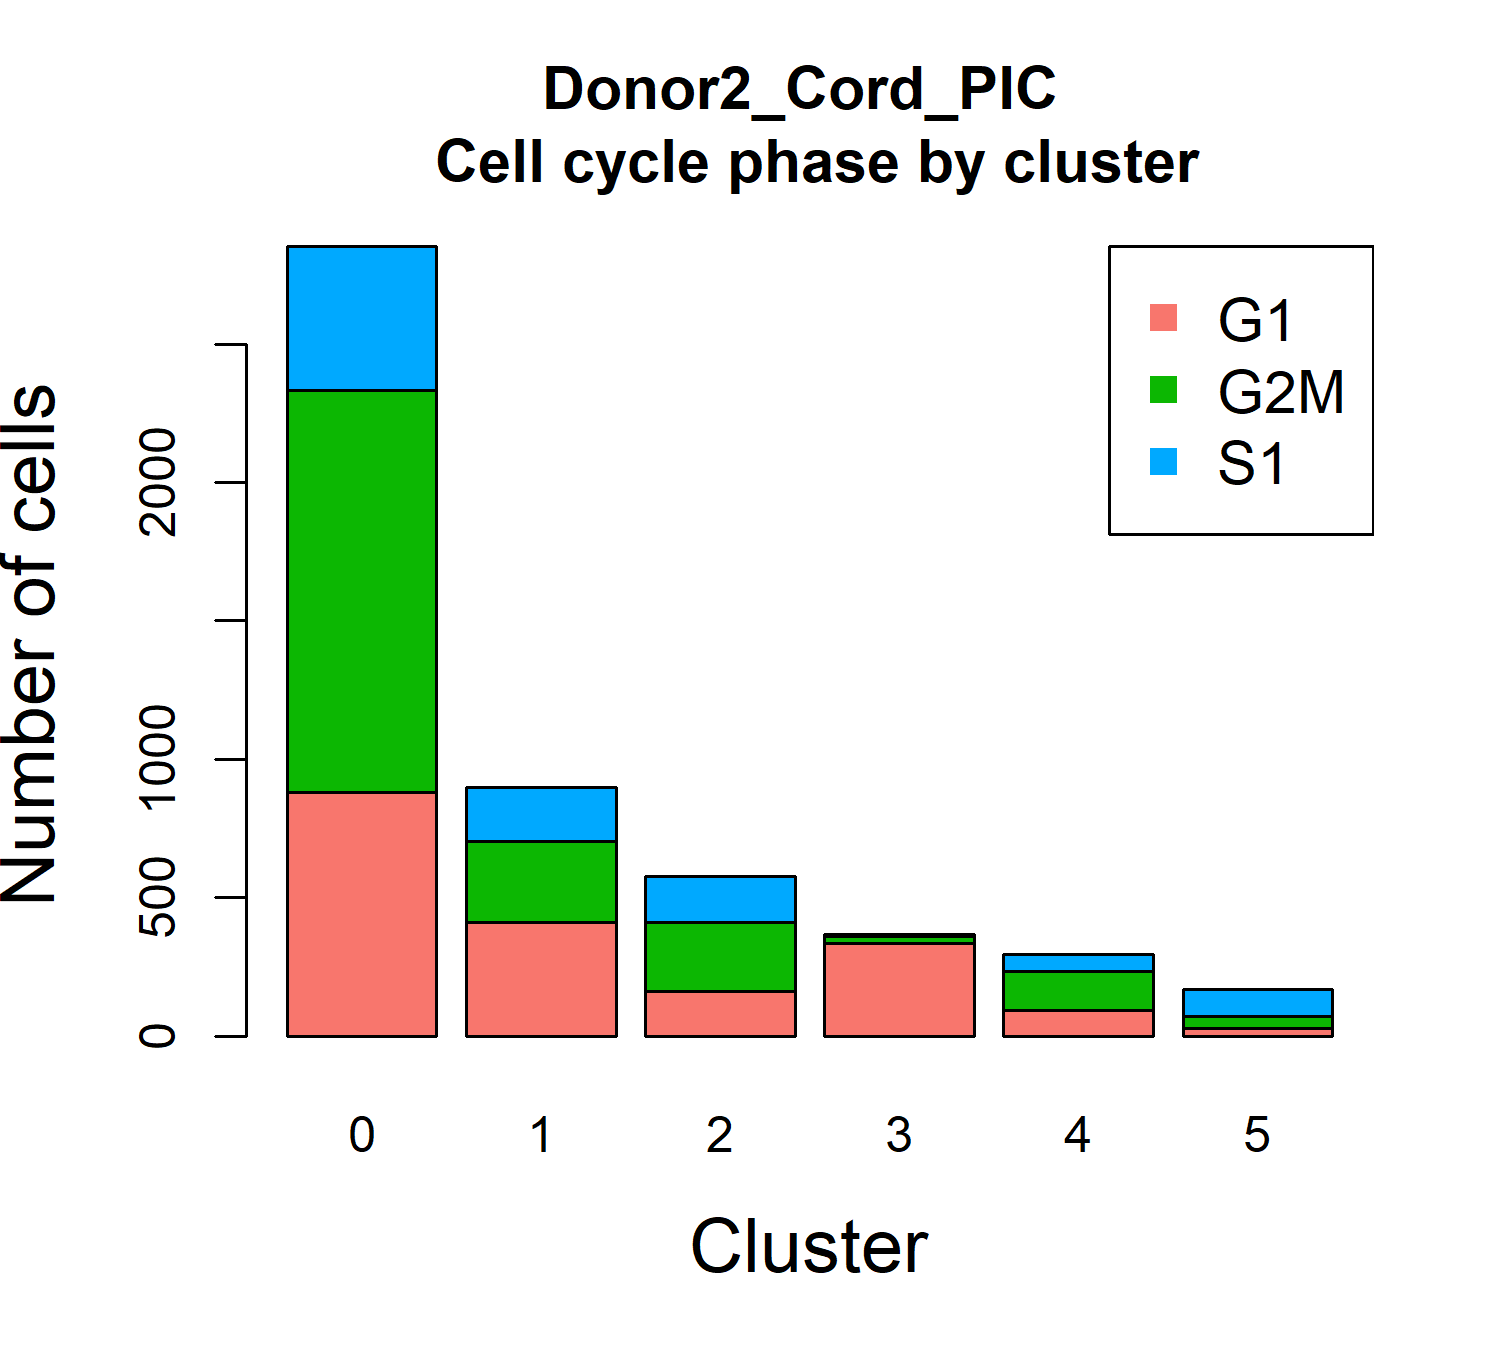 Donor2_Cord_PIC
Cell cycle phase by cluster
G1
G2M
S1
Number of cells
2000
1000
500
0
0 1 2 3 4 5
Cluster